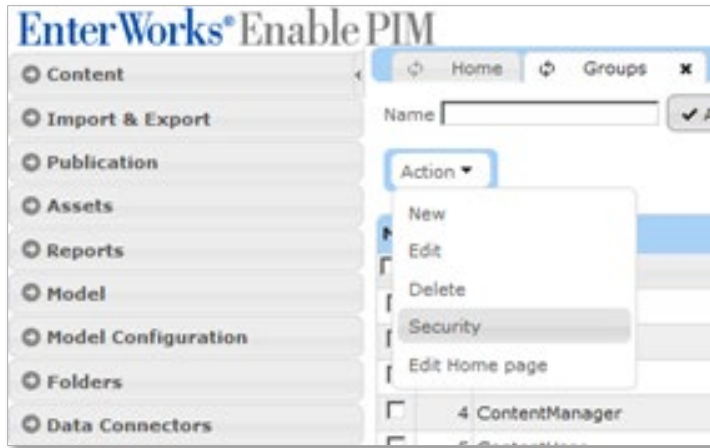 EnterWorks® Enable PIM
Content
Home Groups
Import & Export
Name
Publication
Action
Assets
New
Reports
Edit
Model
Delete
Model Configuration
Security
Folders
Edit Home page
Data Connectors
4 ContentManager